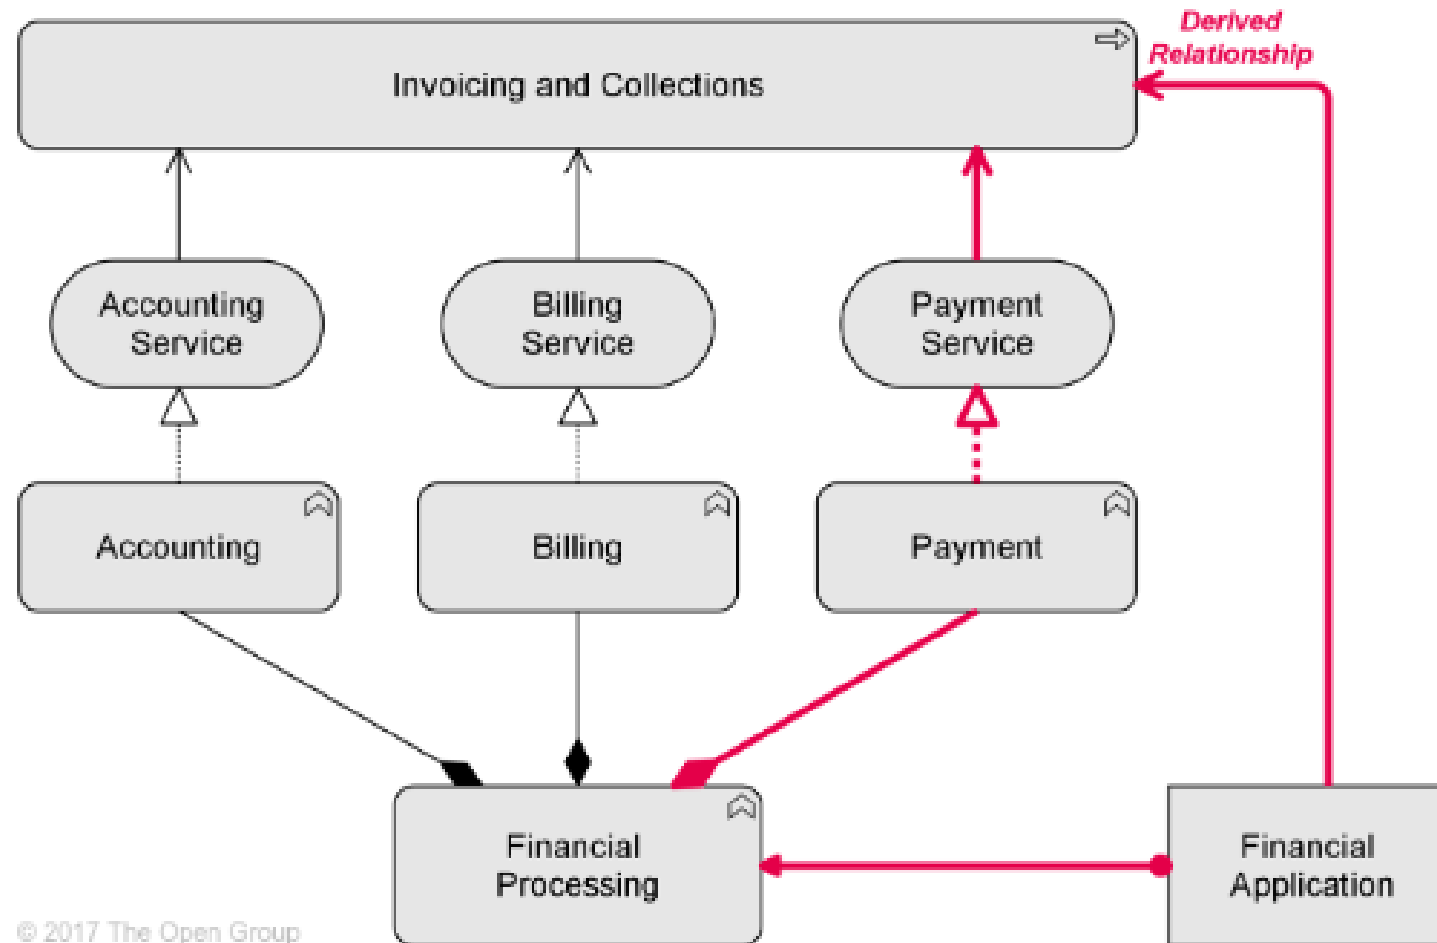 Derived
Relationship
Invoicing and Collections
Accounting
Service
Billing
Service
Payment
Service
Accounting
Billing
Payment
Financial
Processing
Financial
Application
© 2017 The Open Group